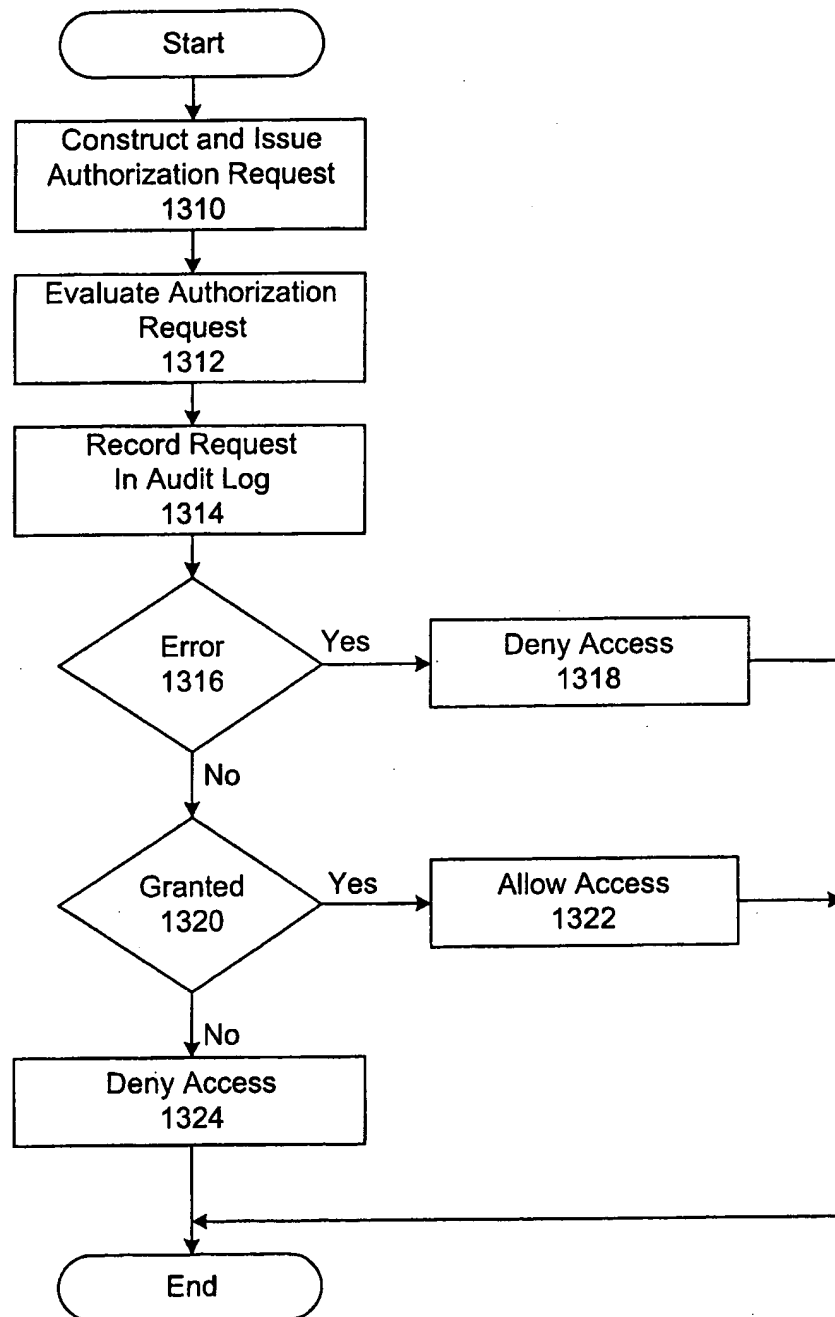 Start
Construct and Issue
Authorization Request
1310
Evaluate Authorization
Request
1312
Record Request
In Audit Log
1314
Error
1316
Yes
Deny Access
1318
No
Granted
1320
Yes
Allow Access
1322
No
Deny Access
1324
End